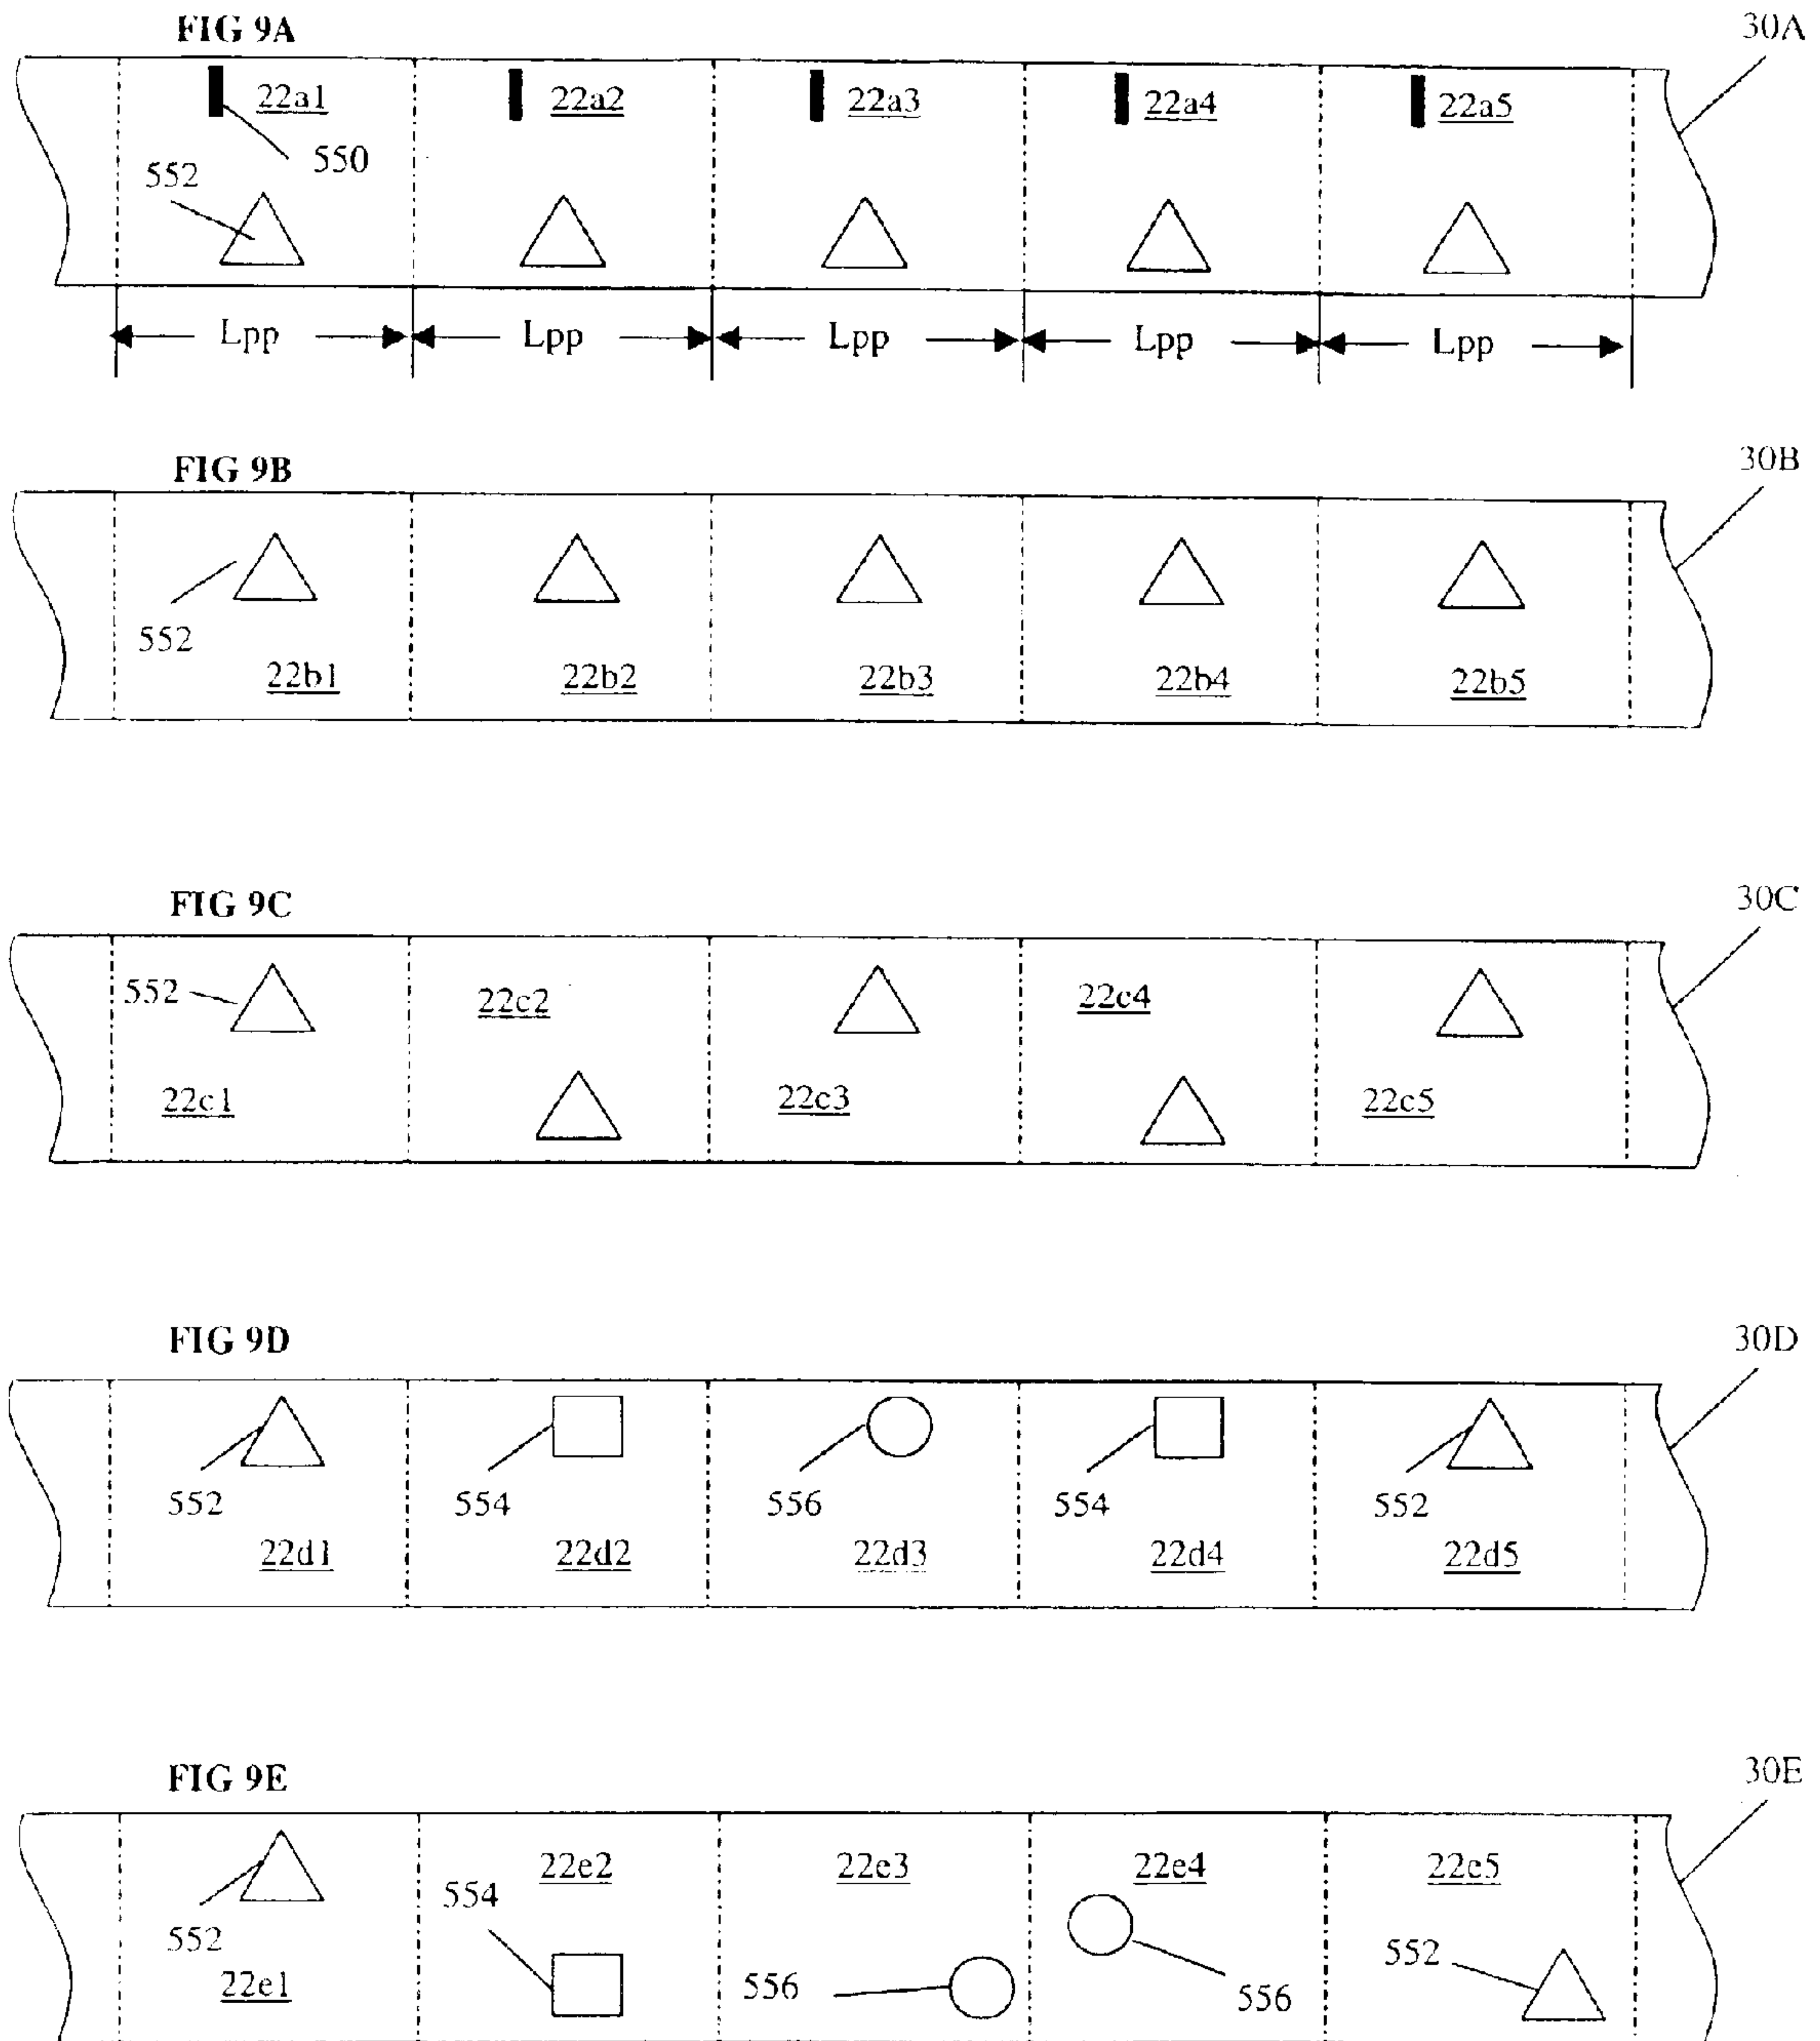 FIG 9A
30A
22a1 22a2 22a3 22a4 22a5
550
552
Lpp Lpp Lpp Lpp Lpp
FIG 9B
30B
552
22b1 22b2 22b3 22b4 22b5
FIG 9C
30C
552 22c2 22c4
22c1 22c3 22c5
FIG 9D
30D
552 554 556 554 552
22d1 22d2 22d3 22d4 22d5
FIG 9E
30E
22e2 22e3 22e4 22e5
554
552 552
22e1 556 556